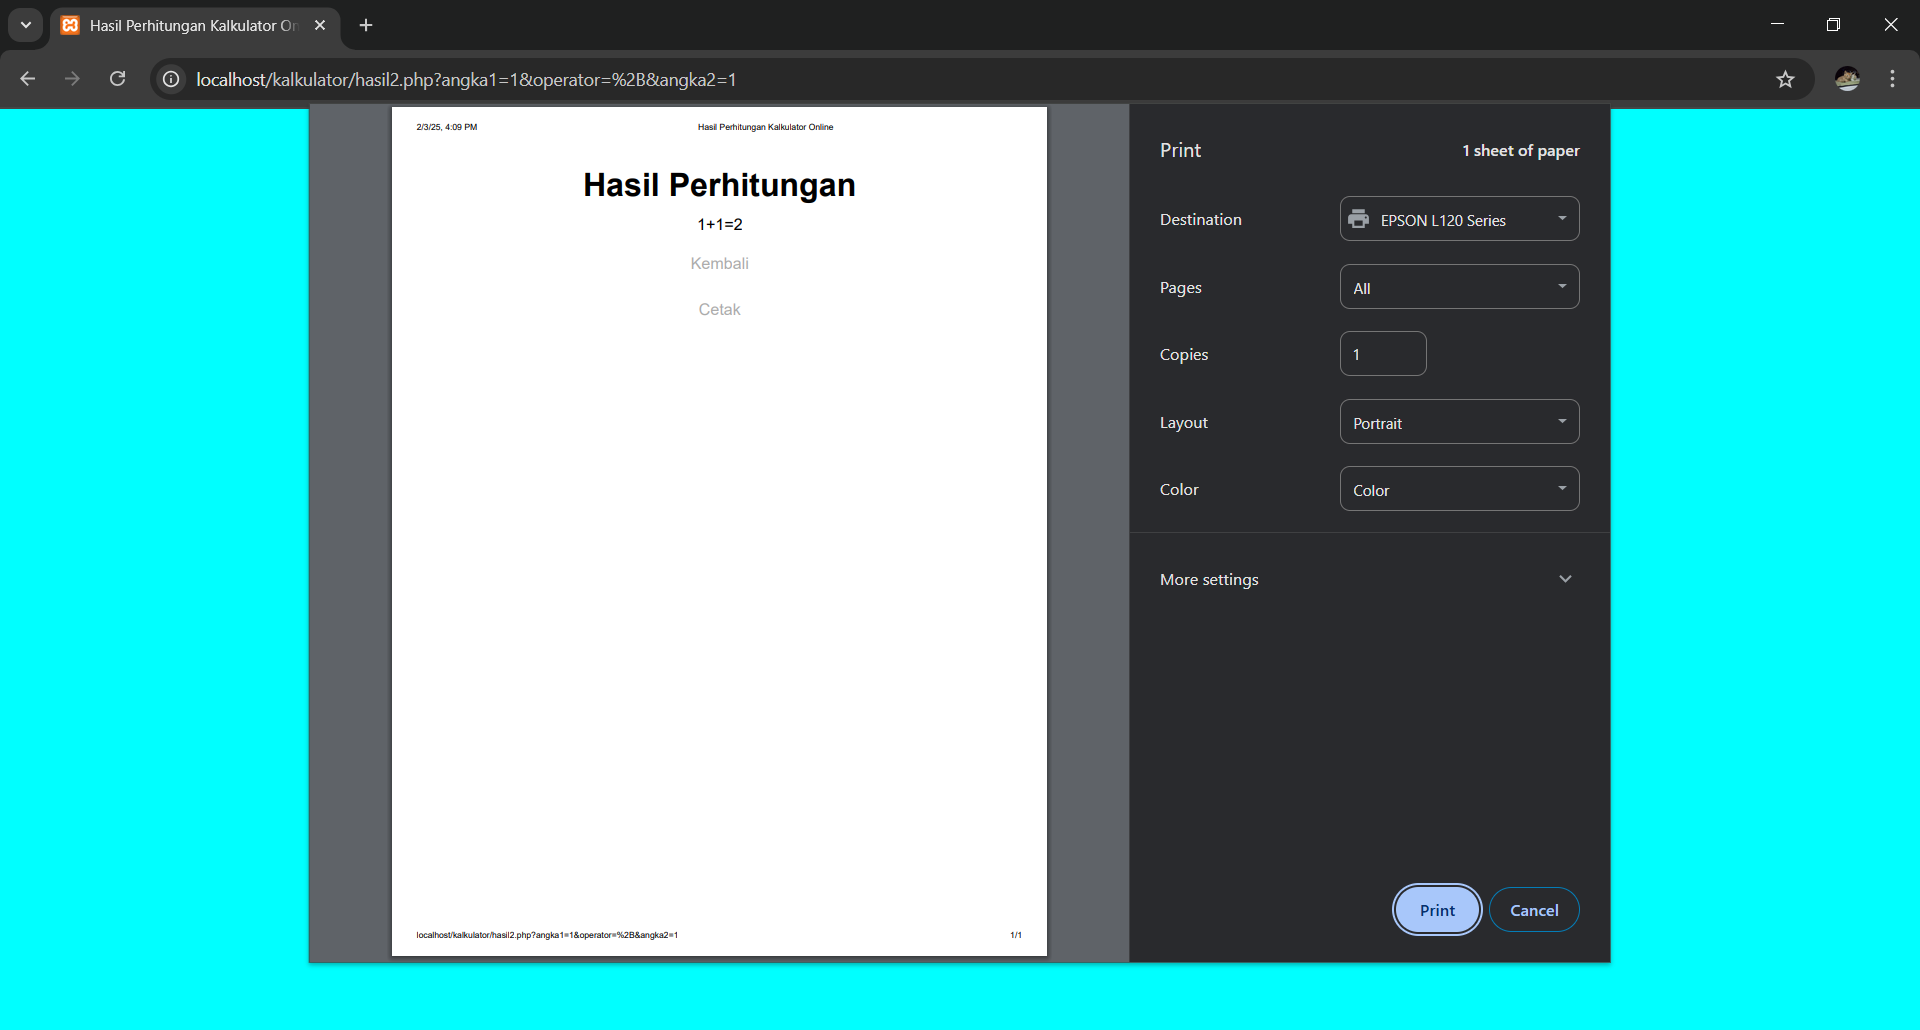 Hasil Perhitungan Kalkulator On
localhost/kalkulator/hasil2.php?angka1=1&operator=%2B&angka2=1
2/3/25, 4:09 PM
Hasil Perhitungan Kalkulator Online
Hasil Perhitungan
1+1=2
Kembali
Cetak
localhost/kalkulator/hasil2.php?angka1=1&operator=%2B&angka2=1
1/1
Print
1 sheet of paper
Destination
EPSON L120 Series
Pages
All
Copies
1
Layout
Portrait
Color
Color
More settings
Print
Cancel